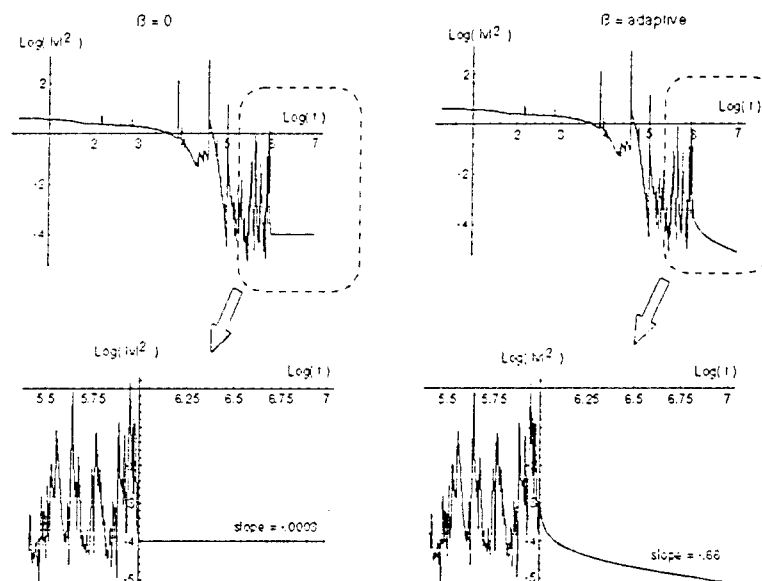 β = 0
Log( |v|² )
2
Log( t )
2 3 5 6 7
-2
-4
β = adaptive
Log( |v|² )
2
Log( t )
2 3 5 6 7
-2
-4
Log( |v|² )
Log( t )
5.5 5.75 6.25 6.5 6.75 7
-3
slope = -.0003
-4
-5
Log( |v|² )
Log( t )
5.5 5.75 6.25 6.5 6.75 7
-3
-4
slope = -.66
-5